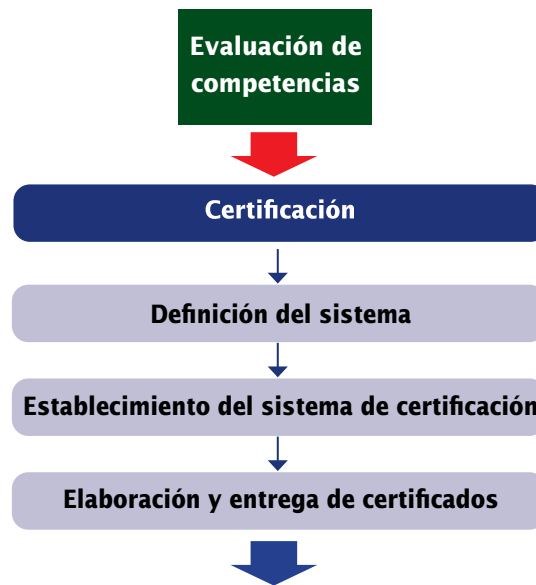 Evaluación de
competencias
Certificación
Definición del sistema
Establecimiento del sistema de certificación
Elaboración y entrega de certificados